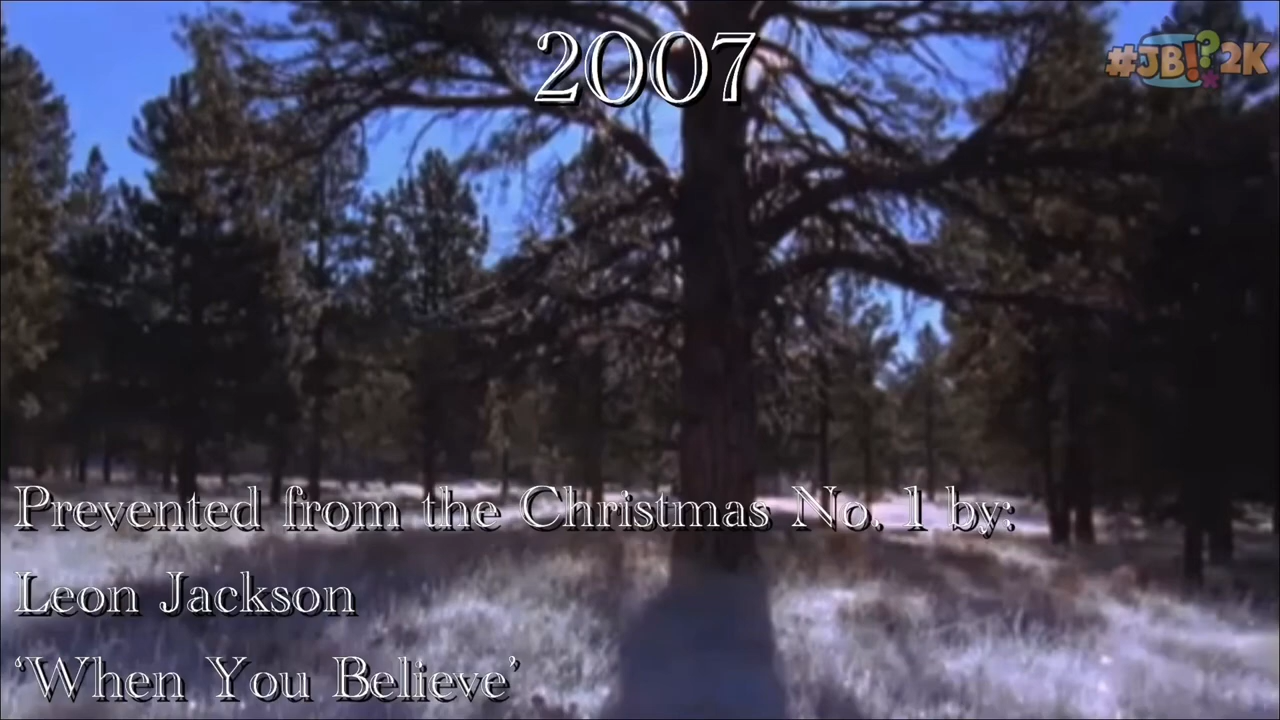 2007
#JB!?2K
Prevented from the Christmas No. 1 by:
Leon Jackson
‘When You Believe’